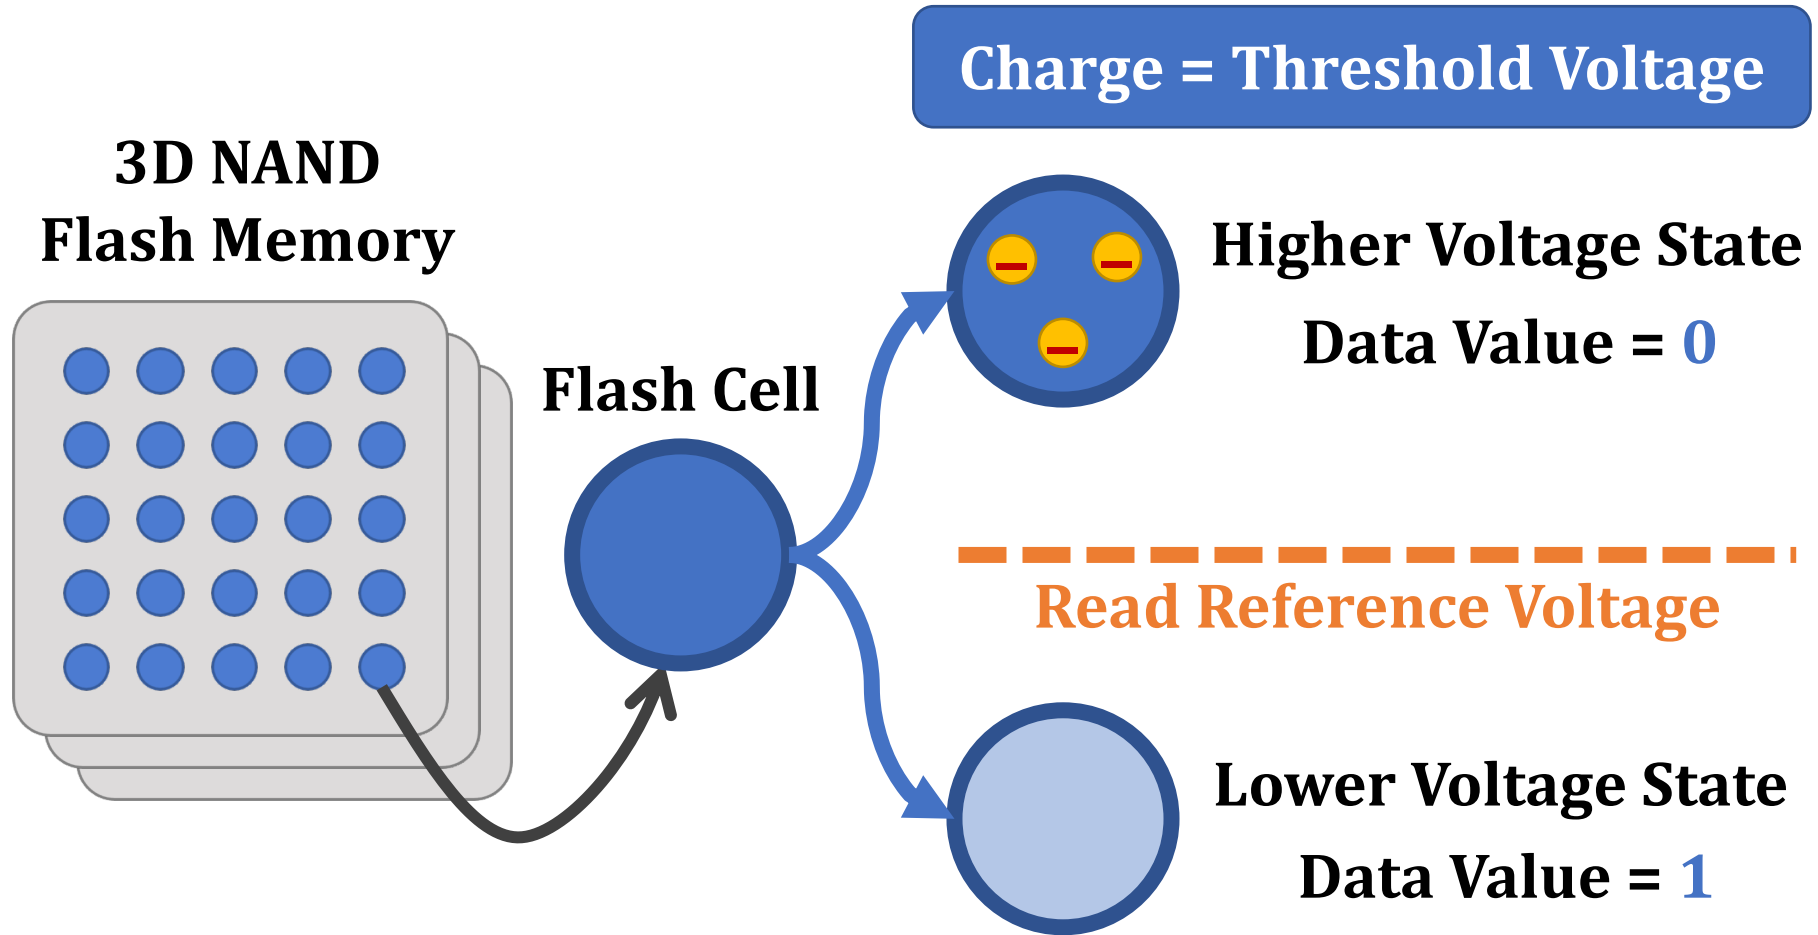 Charge = Threshold Voltage
3D NAND
Flash Memory
Flash Cell
Higher Voltage State
Data Value = 0
Read Reference Voltage
Lower Voltage State
Data Value = 1